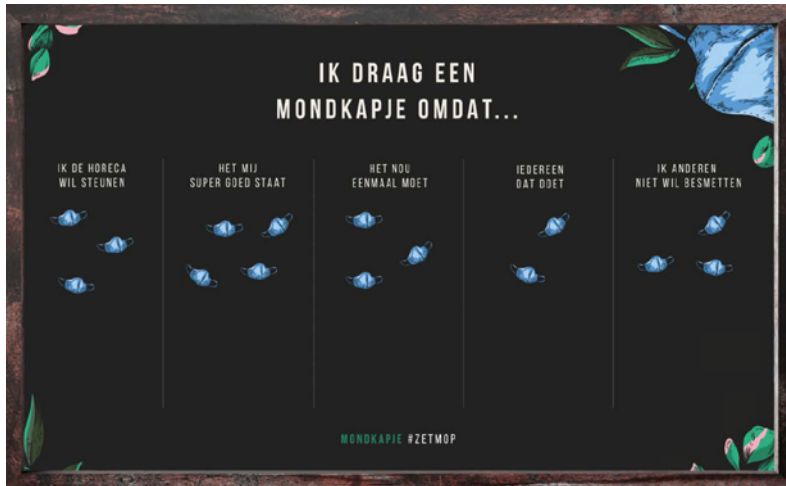 IK DRAAG EEN
MONDKAPJE OMDAT...
IK DE HORECA
WIL STEUNEN
HET MIJ
SUPER GOED STAAT
HET NOU
EENMAAL MOET
IEDEREEN
DAT DOET
IK ANDEREN
NIET WIL BESMETTEN
MONDKAPJE #ZETMOP